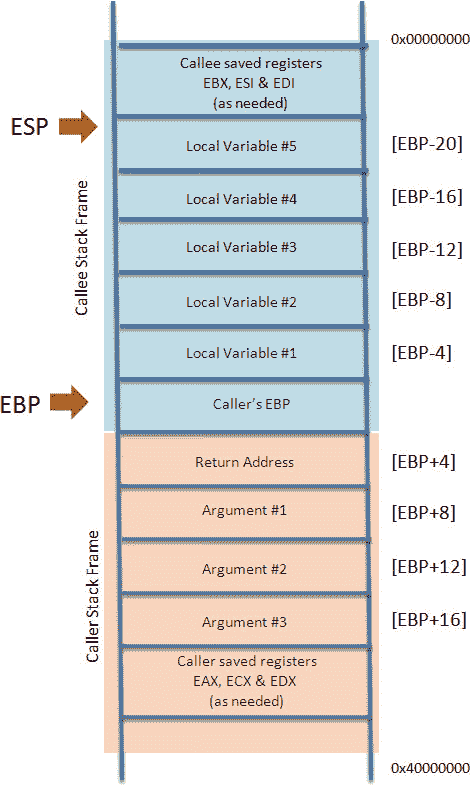 0x00000000
Callee saved registers
EBX, ESI & EDI
(as needed)
ESP
Local Variable #5
[EBP-20]
Local Variable #4
[EBP-16]
Callee Stack Frame
Local Variable #3
[EBP-12]
Local Variable #2
[EBP-8]
Local Variable #1
[EBP-4]
EBP
Caller's EBP
Return Address
[EBP+4]
Argument #1
[EBP+8]
Caller Stack Frame
Argument #2
[EBP+12]
Argument #3
[EBP+16]
Caller saved registers
EAX, ECX & EDX
(as needed)
0x40000000